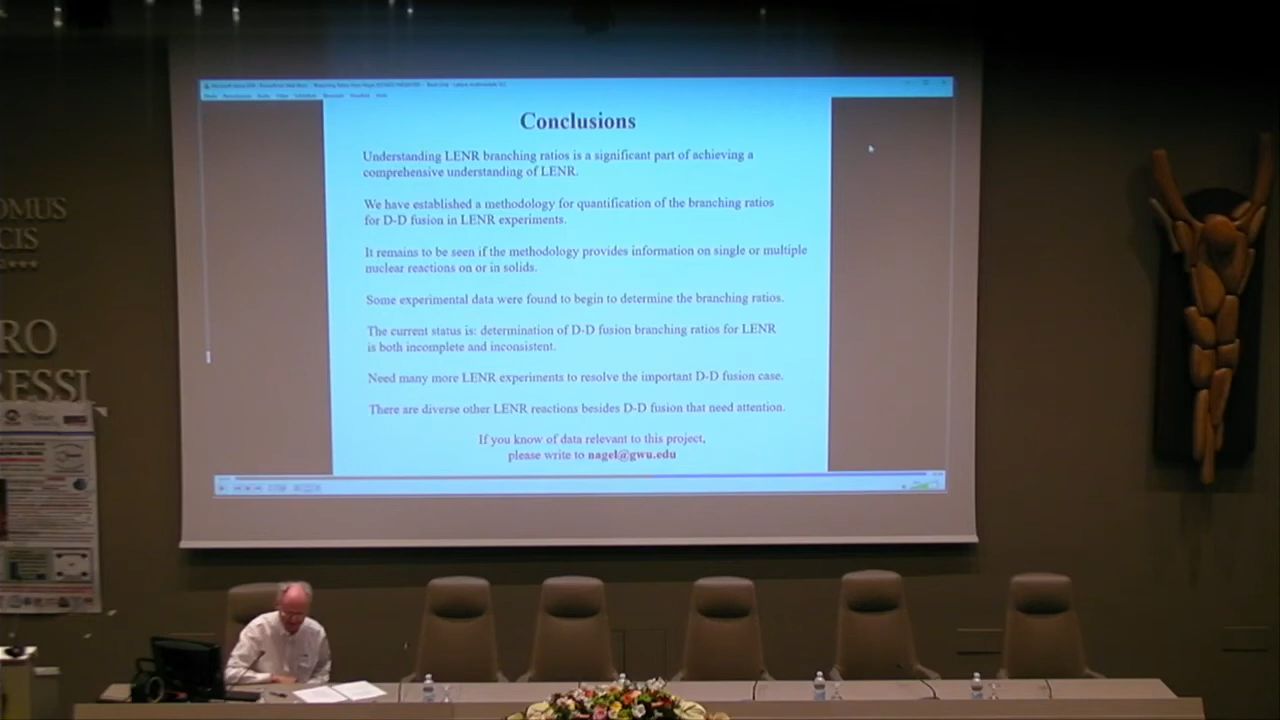 Conclusions
Understanding LENR branching ratios is a significant part of achieving a
comprehensive understanding of LENR.
We have established a methodology for quantification of the branching ratios
for D-D fusion in LENR experiments.
It remains to be seen if the methodology provides information on single or multiple
nuclear reactions on or in solids.
Some experimental data were found to begin to determine the branching ratios.
The current status is: determination of D-D fusion branching ratios for LENR
is both incomplete and inconsistent.
Need many more LENR experiments to resolve the important D-D fusion case.
There are diverse other LENR reactions besides D-D fusion that need attention.
If you know of data relevant to this project,
please write to nagel@gwu.edu
OMUS
CIS
RO
RESSI